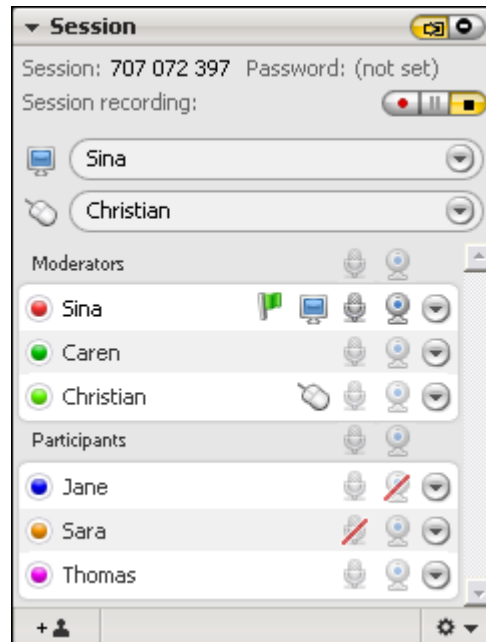 Session
Session: 707 072 397 Password: (not set)
Session recording:
Sina
Christian
Moderators
Sina
Caren
Christian
Participants
Jane
Sara
Thomas